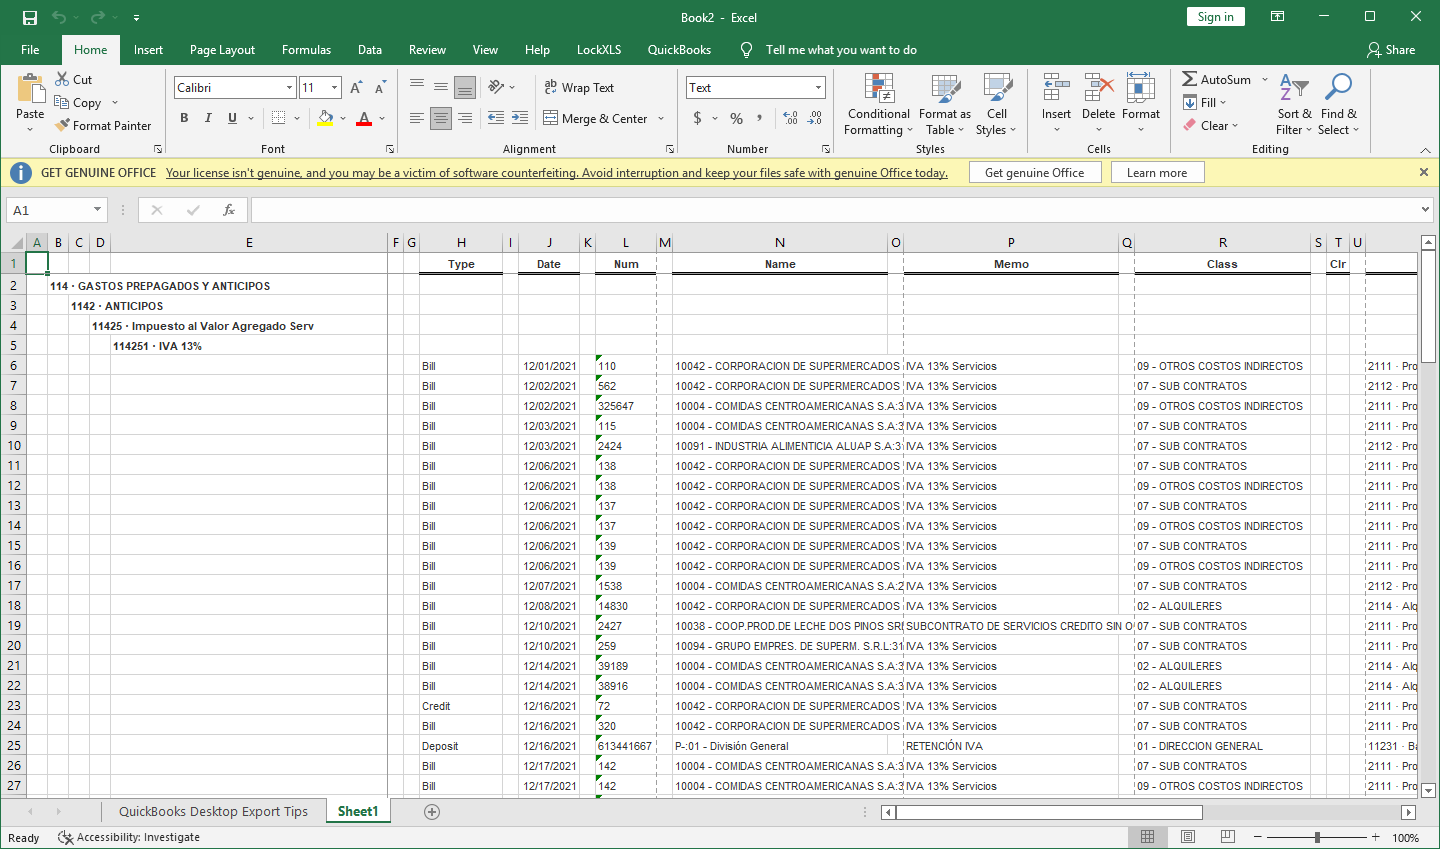 Book2 - Excel
Sign in
File Home Insert Page Layout Formulas Data Review View Help LockXLS QuickBooks Tell me what you want to do Share
Paste
Cut
Copy
Format Painter
Clipboard
Calibri 11
B I U
Font
Wrap Text
Merge & Center
Alignment
Text
$ % ,
Number
Conditional Formatting
Format as Table
Cell Styles
Styles
Insert Delete Format
Cells
AutoSum
Fill
Clear
Sort & Filter
Find & Select
Editing
GET GENUINE OFFICE Your license isn't genuine, and you may be a victim of software counterfeiting. Avoid interruption and keep your files safe with genuine Office today. Get genuine Office Learn more
A1 fx
A B C D E F G H I J K L M N O P Q R S T U
1 Type Date Num Name Memo Class Clr
2 114 · GASTOS PREPAGADOS Y ANTICIPOS
3 1142 · ANTICIPOS
4 11425 · Impuesto al Valor Agregado Serv
5 114251 · IVA 13%
6 Bill 12/01/2021 110 10042 - CORPORACION DE SUPERMERCADOS IVA 13% Servicios 09 - OTROS COSTOS INDIRECTOS 2111 · Pro
7 Bill 12/02/2021 562 10042 - CORPORACION DE SUPERMERCADOS IVA 13% Servicios 07 - SUB CONTRATOS 2112 · Pro
8 Bill 12/02/2021 325647 10004 - COMIDAS CENTROAMERICANAS S.A:3 IVA 13% Servicios 09 - OTROS COSTOS INDIRECTOS 2111 · Pro
9 Bill 12/03/2021 115 10004 - COMIDAS CENTROAMERICANAS S.A:3 IVA 13% Servicios 07 - SUB CONTRATOS 2111 · Pro
10 Bill 12/03/2021 2424 10091 - INDUSTRIA ALIMENTICIA ALUAP S.A:3 IVA 13% Servicios 07 - SUB CONTRATOS 2112 · Pro
11 Bill 12/06/2021 138 10042 - CORPORACION DE SUPERMERCADOS IVA 13% Servicios 07 - SUB CONTRATOS 2111 · Pro
12 Bill 12/06/2021 138 10042 - CORPORACION DE SUPERMERCADOS IVA 13% Servicios 09 - OTROS COSTOS INDIRECTOS 2111 · Pro
13 Bill 12/06/2021 137 10042 - CORPORACION DE SUPERMERCADOS IVA 13% Servicios 07 - SUB CONTRATOS 2111 · Pro
14 Bill 12/06/2021 137 10042 - CORPORACION DE SUPERMERCADOS IVA 13% Servicios 09 - OTROS COSTOS INDIRECTOS 2111 · Pro
15 Bill 12/06/2021 139 10042 - CORPORACION DE SUPERMERCADOS IVA 13% Servicios 07 - SUB CONTRATOS 2111 · Pro
16 Bill 12/06/2021 139 10042 - CORPORACION DE SUPERMERCADOS IVA 13% Servicios 09 - OTROS COSTOS INDIRECTOS 2111 · Pro
17 Bill 12/07/2021 1538 10004 - COMIDAS CENTROAMERICANAS S.A:2 IVA 13% Servicios 07 - SUB CONTRATOS 2112 · Pro
18 Bill 12/08/2021 14830 10042 - CORPORACION DE SUPERMERCADOS IVA 13% Servicios 02 - ALQUILERES 2114 · Alq
19 Bill 12/10/2021 2427 10038 - COOP.PROD.DE LECHE DOS PINOS SRL SUBCONTRATO DE SERVICIOS CREDITO SIN O 07 - SUB CONTRATOS 2111 · Pro
20 Bill 12/10/2021 259 10094 - GRUPO EMPRES. DE SUPERM. S.R.L:31 IVA 13% Servicios 07 - SUB CONTRATOS 2111 · Pro
21 Bill 12/14/2021 39189 10004 - COMIDAS CENTROAMERICANAS S.A:3 IVA 13% Servicios 02 - ALQUILERES 2114 · Alq
22 Bill 12/14/2021 38916 10004 - COMIDAS CENTROAMERICANAS S.A:3 IVA 13% Servicios 02 - ALQUILERES 2114 · Alq
23 Credit 12/16/2021 72 10042 - CORPORACION DE SUPERMERCADOS IVA 13% Servicios 07 - SUB CONTRATOS 2111 · Pro
24 Bill 12/16/2021 320 10042 - CORPORACION DE SUPERMERCADOS IVA 13% Servicios 07 - SUB CONTRATOS 2111 · Pro
25 Deposit 12/16/2021 613441667 P-:01 - División General RETENCIÓN IVA 01 - DIRECCION GENERAL 11231 · Ba
26 Bill 12/17/2021 142 10004 - COMIDAS CENTROAMERICANAS S.A:3 IVA 13% Servicios 07 - SUB CONTRATOS 2111 · Pro
27 Bill 12/17/2021 142 10004 - COMIDAS CENTROAMERICANAS S.A:3 IVA 13% Servicios 09 - OTROS COSTOS INDIRECTOS 2111 · Pro
QuickBooks Desktop Export Tips Sheet1
Ready Accessibility: Investigate 100%